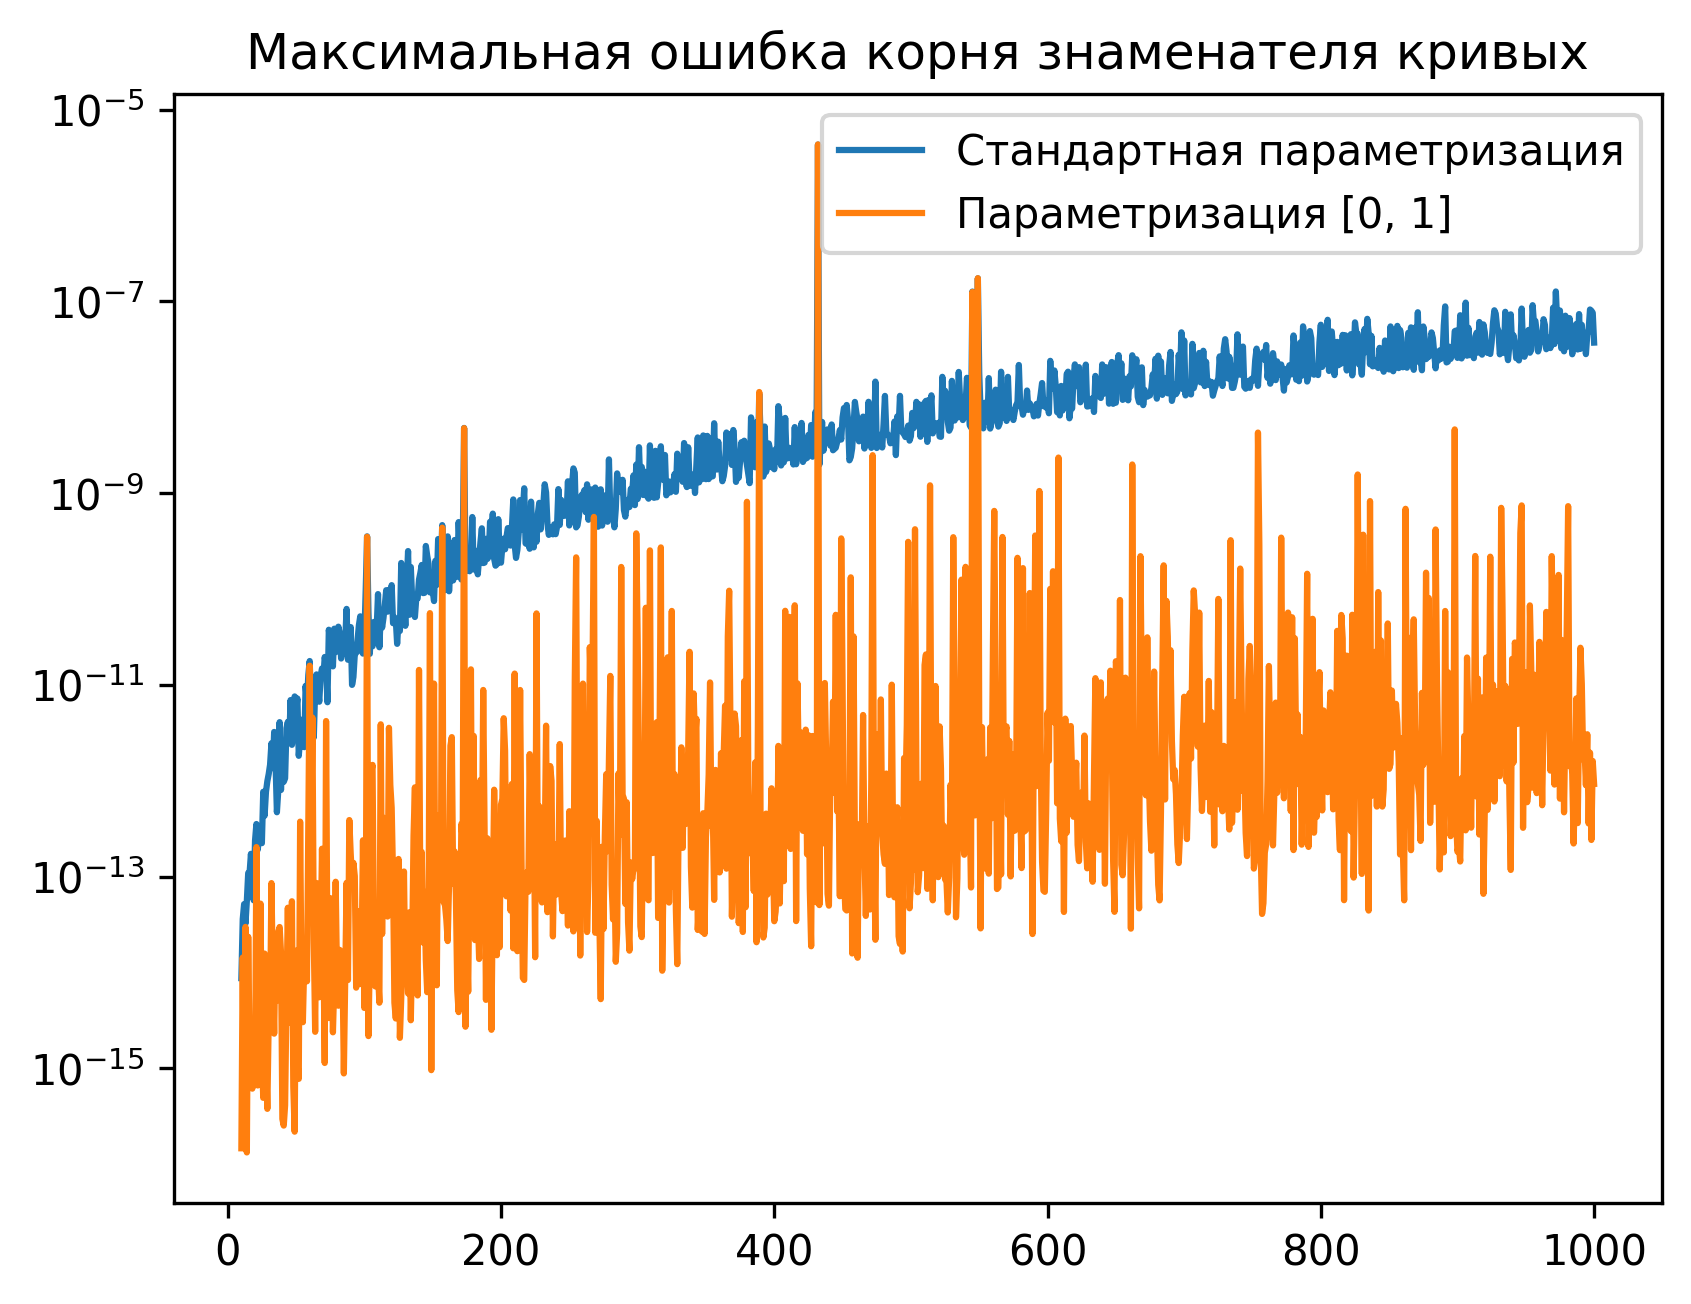 Максимальная ошибка корня знаменателя кривых
10⁻⁵
10⁻⁷
10⁻⁹
10⁻¹¹
10⁻¹³
10⁻¹⁵
Стандартная параметризация
Параметризация [0, 1]
0 200 400 600 800 1000